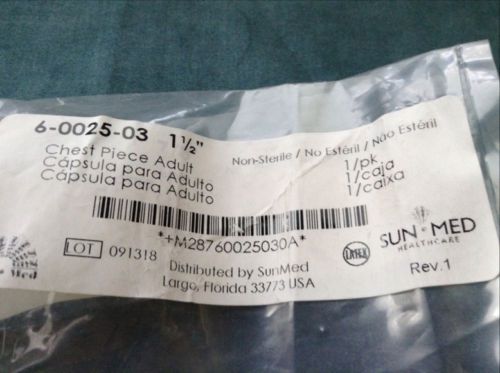 6-0025-03 1½"
Chest Piece Adult
Cápsula para Adulto
Cápsula para Adulto
Non-Sterile / No Estéril / Não Estéril
1/pk
1/caja
1/caixa
*+M28760025030A*
LOT 091318
LATEX
SUN MED
HEALTHCARE
Med
Distributed by SunMed
Largo, Florida 33773 USA
Rev.1